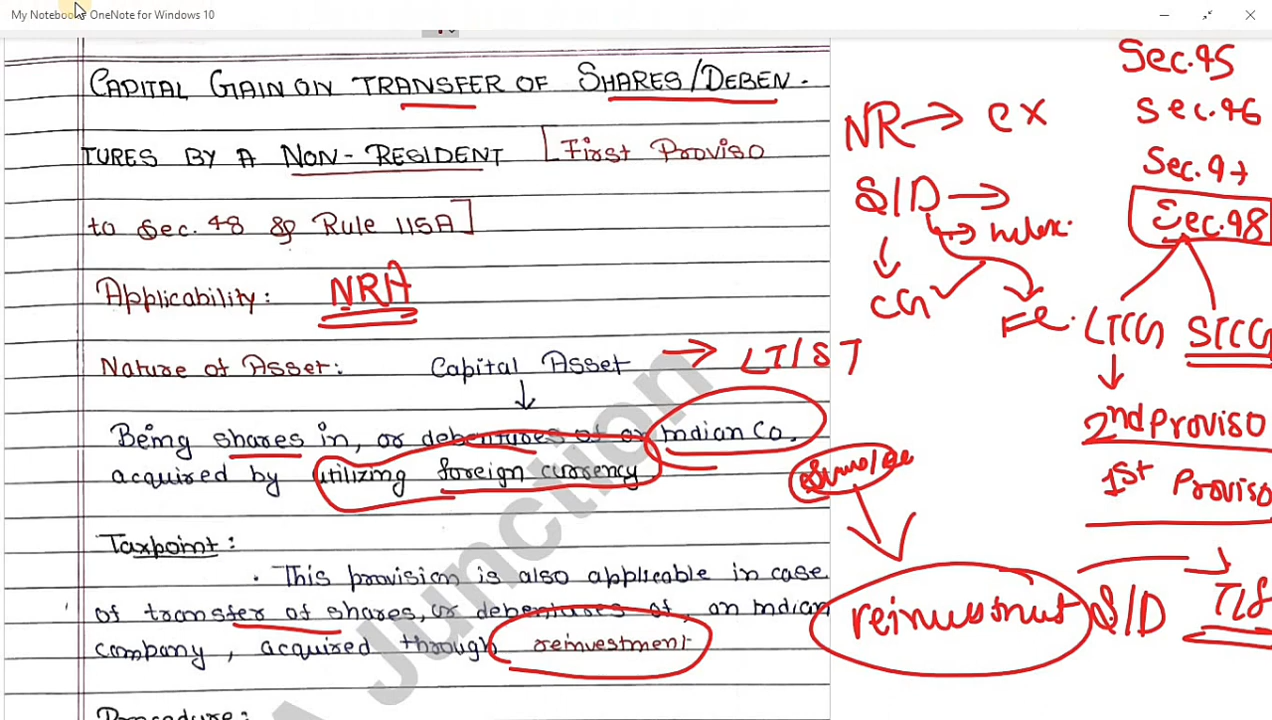 My Notebook OneNote for Windows 10
CAPITAL GAIN ON TRANSFER OF SHARES/DEBEN-
TURES BY A NON-RESIDENT [First Proviso
to Sec. 48 & Rule 115A]
Applicability: NRA
Nature of Asset: Capital Asset → LT/ST
↓
Being shares in, or debentures of an Indian Co.
acquired by utilizing foreign currency
Taxpoint:
. This provision is also applicable in case
of transfer of shares, or debentures of, an Indian
company, acquired through reinvestment
Procedure:
Junction
NR → ex
S/D →
→ index.
↓
CG
Fc.
reinvestment S/D
Sec.45
Sec.46
Sec.47
Sec.48
LTCG STCG
↓
2nd Proviso
1st Proviso